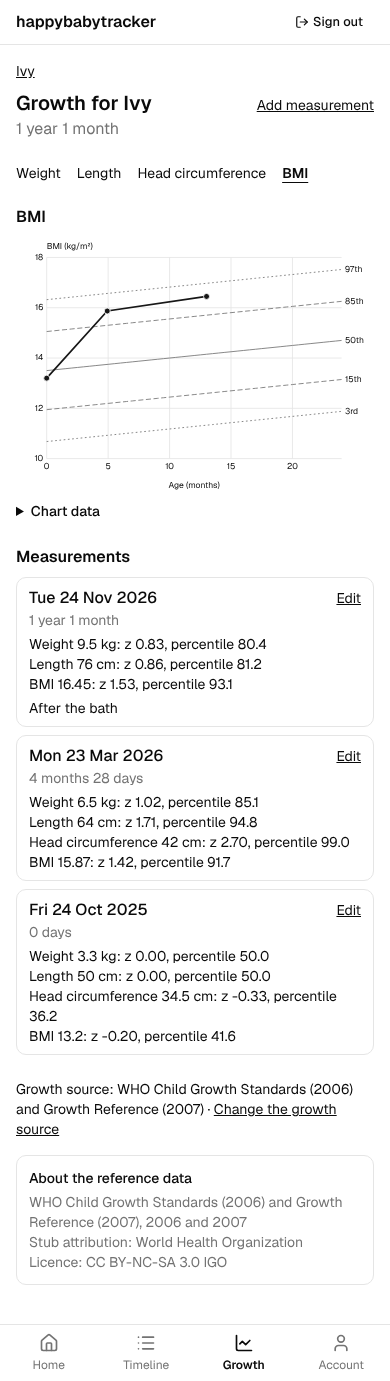 happybabytracker
Sign out
Ivy
Growth for Ivy
Add measurement
1 year 1 month
Weight Length Head circumference BMI
BMI
BMI (kg/m²)
18
97th
16
85th
50th
14
15th
12
3rd
10
0 5 10 15 20
Age (months)
Chart data
Measurements
Tue 24 Nov 2026
Edit
1 year 1 month
Weight 9.5 kg: z 0.83, percentile 80.4
Length 76 cm: z 0.86, percentile 81.2
BMI 16.45: z 1.53, percentile 93.1
After the bath
Mon 23 Mar 2026
Edit
4 months 28 days
Weight 6.5 kg: z 1.02, percentile 85.1
Length 64 cm: z 1.71, percentile 94.8
Head circumference 42 cm: z 2.70, percentile 99.0
BMI 15.87: z 1.42, percentile 91.7
Fri 24 Oct 2025
Edit
0 days
Weight 3.3 kg: z 0.00, percentile 50.0
Length 50 cm: z 0.00, percentile 50.0
Head circumference 34.5 cm: z -0.33, percentile
36.2
BMI 13.2: z -0.20, percentile 41.6
Growth source: WHO Child Growth Standards (2006)
and Growth Reference (2007) · Change the growth
source
About the reference data
WHO Child Growth Standards (2006) and Growth
Reference (2007), 2006 and 2007
Stub attribution: World Health Organization
Licence: CC BY-NC-SA 3.0 IGO
Home Timeline Growth Account